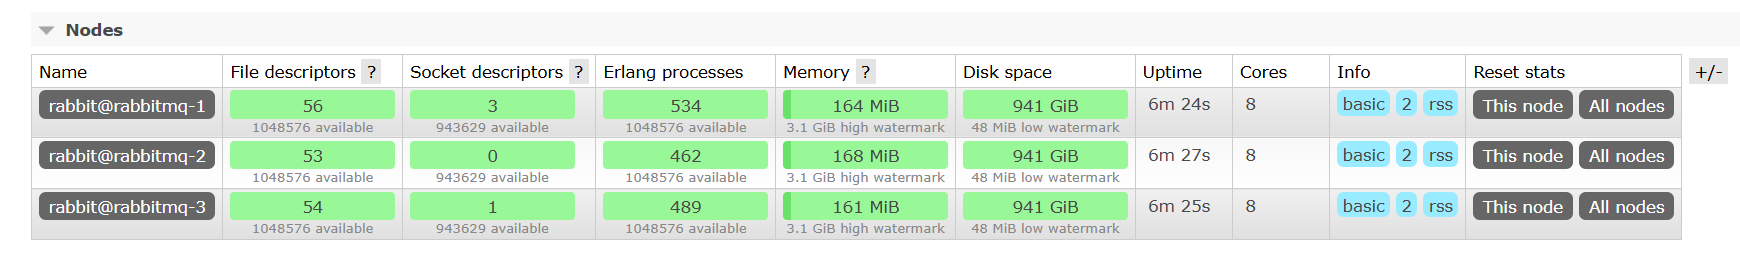 Nodes
Name File descriptors ? Socket descriptors ? Erlang processes Memory ? Disk space Uptime Cores Info Reset stats +/-
rabbit@rabbitmq-1 56 3 534 164 MiB 941 GiB 6m 24s 8 basic 2 rss This node All nodes
1048576 available 943629 available 1048576 available 3.1 GiB high watermark 48 MiB low watermark
rabbit@rabbitmq-2 53 0 462 168 MiB 941 GiB 6m 27s 8 basic 2 rss This node All nodes
1048576 available 943629 available 1048576 available 3.1 GiB high watermark 48 MiB low watermark
rabbit@rabbitmq-3 54 1 489 161 MiB 941 GiB 6m 25s 8 basic 2 rss This node All nodes
1048576 available 943629 available 1048576 available 3.1 GiB high watermark 48 MiB low watermark